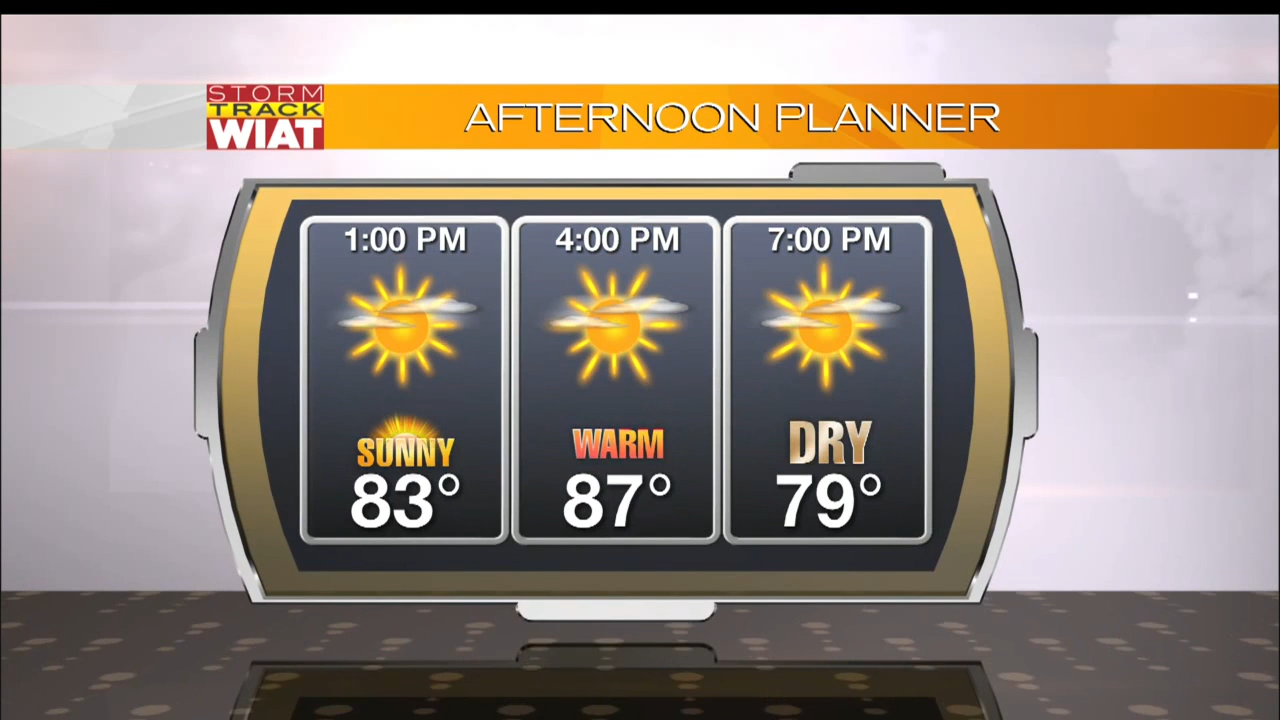 STORM
TRACK
WIAT
AFTERNOON PLANNER
1:00 PM
SUNNY
83°
4:00 PM
WARM
87°
7:00 PM
DRY
79°